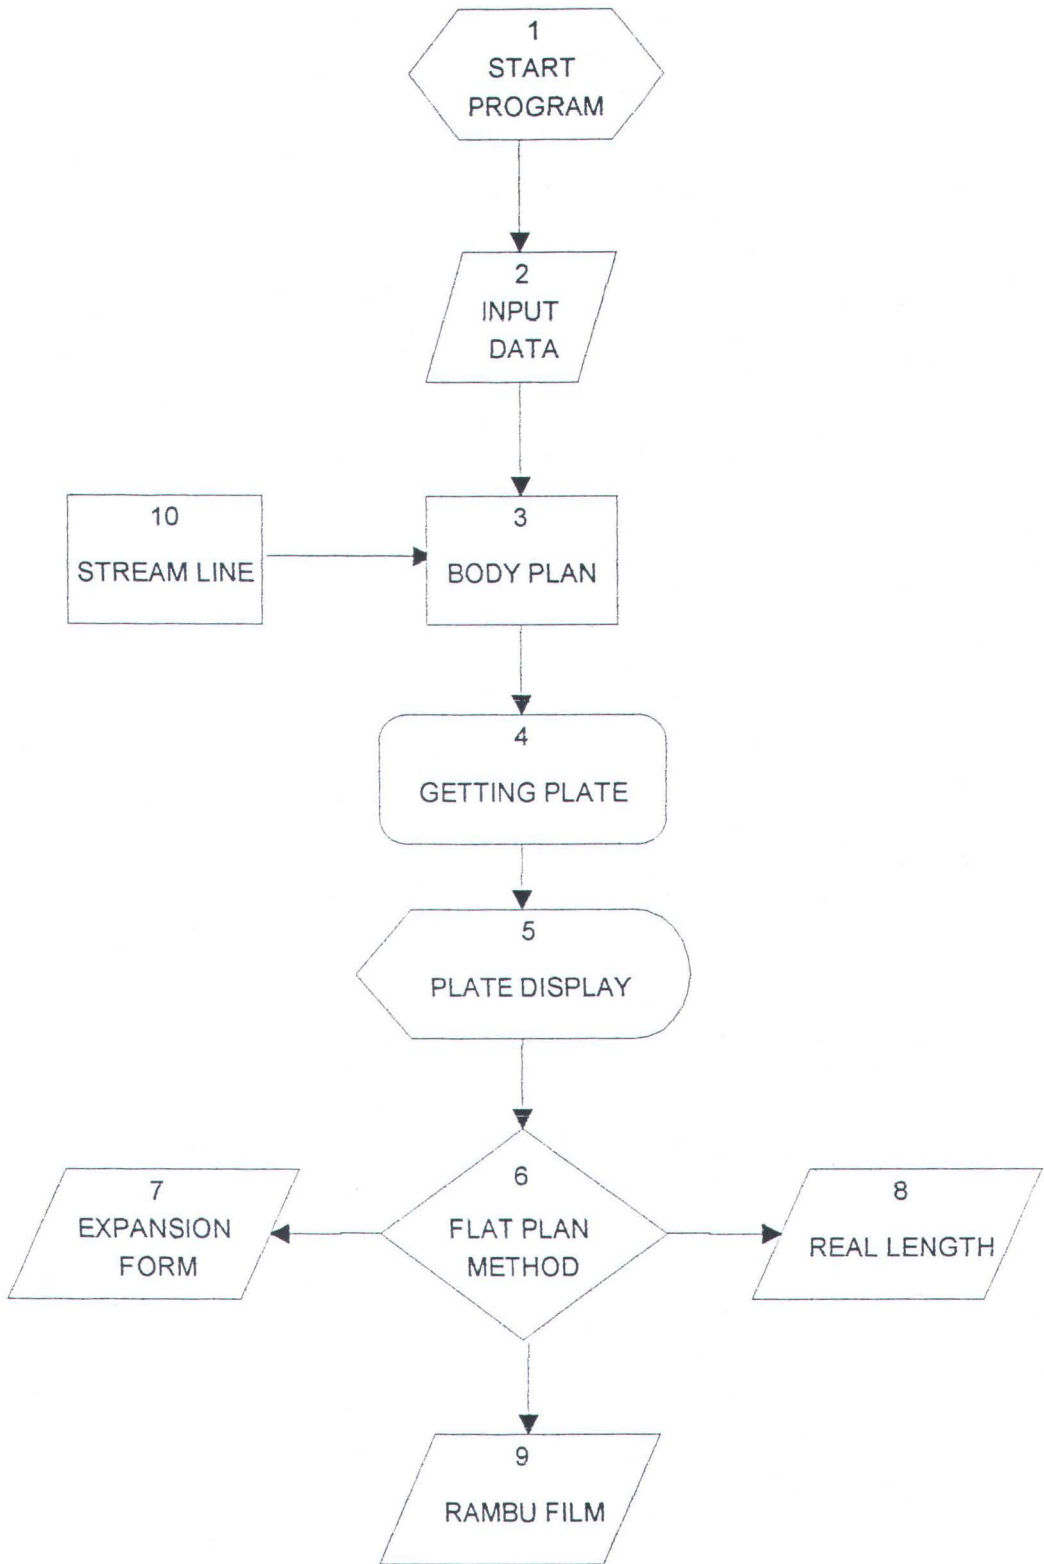 1
START
PROGRAM
2
INPUT
DATA
10
STREAM LINE
3
BODY PLAN
4
GETTING PLATE
5
PLATE DISPLAY
6
FLAT PLAN
METHOD
7
EXPANSION
FORM
8
REAL LENGTH
9
RAMBU FILM